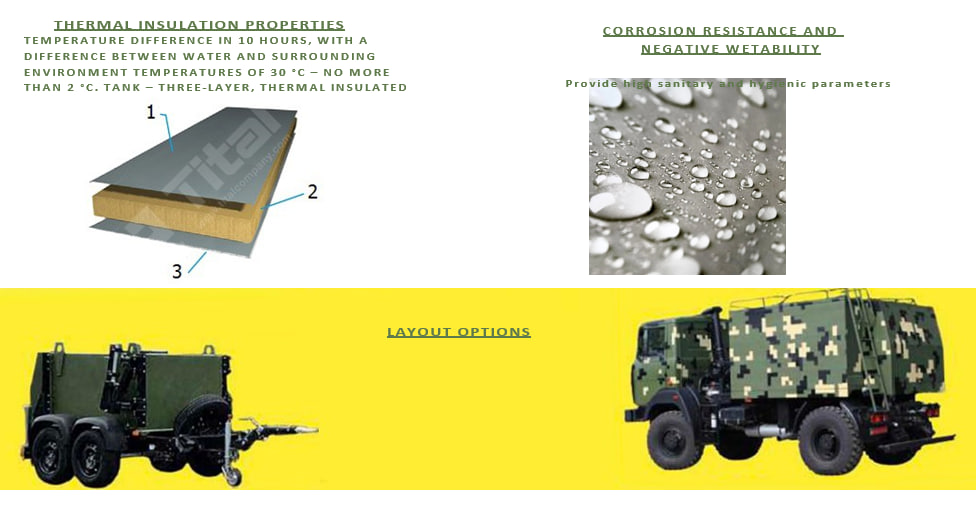 THERMAL INSULATION PROPERTIES
TEMPERATURE DIFFERENCE IN 10 HOURS, WITH A
DIFFERENCE BETWEEN WATER AND SURROUNDING
ENVIRONMENT TEMPERATURES OF 30 °C – NO MORE
THAN 2 °C. TANK – THREE-LAYER, THERMAL INSULATED
1
2
3
Tital
CORROSION RESISTANCE AND
NEGATIVE WETABILITY
Provide high sanitary and hygienic parameters
LAYOUT OPTIONS